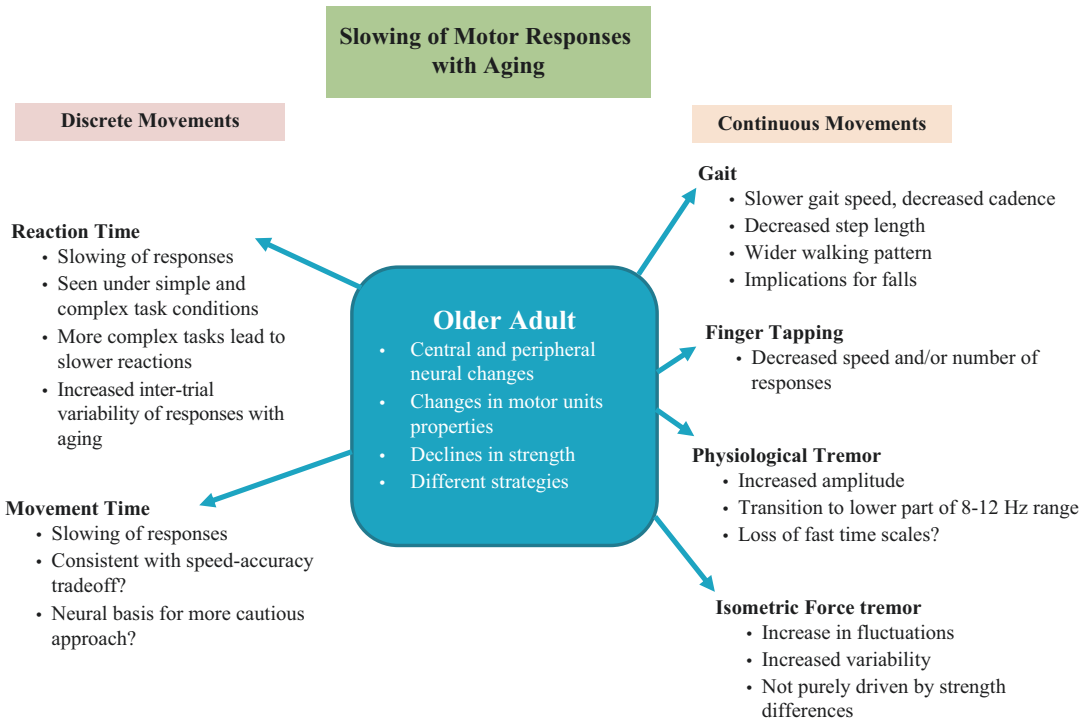 Slowing of Motor Responses
with Aging
Discrete Movements
Reaction Time
• Slowing of responses
• Seen under simple and
complex task conditions
• More complex tasks lead to
slower reactions
• Increased inter-trial
variability of responses with
aging
Movement Time
• Slowing of responses
• Consistent with speed-accuracy
tradeoff?
• Neural basis for more cautious
approach?
Older Adult
• Central and peripheral
neural changes
• Changes in motor units
properties
• Declines in strength
• Different strategies
Continuous Movements
Gait
• Slower gait speed, decreased cadence
• Decreased step length
• Wider walking pattern
• Implications for falls
Finger Tapping
• Decreased speed and/or number of
responses
Physiological Tremor
• Increased amplitude
• Transition to lower part of 8-12 Hz range
• Loss of fast time scales?
Isometric Force tremor
• Increase in fluctuations
• Increased variability
• Not purely driven by strength
differences